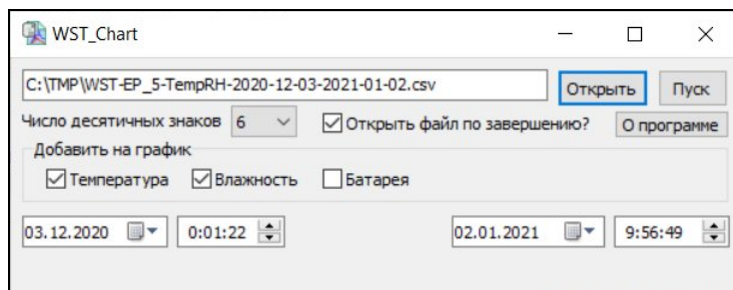 WST_Chart
C:\TMP\WST-EP_5-TempRH-2020-12-03-2021-01-02.csv Открыть Пуск
Число десятичных знаков 6 Открыть файл по завершению? О программе
Добавить на график
Температура Влажность Батарея
03.12.2020 0:01:22 02.01.2021 9:56:49